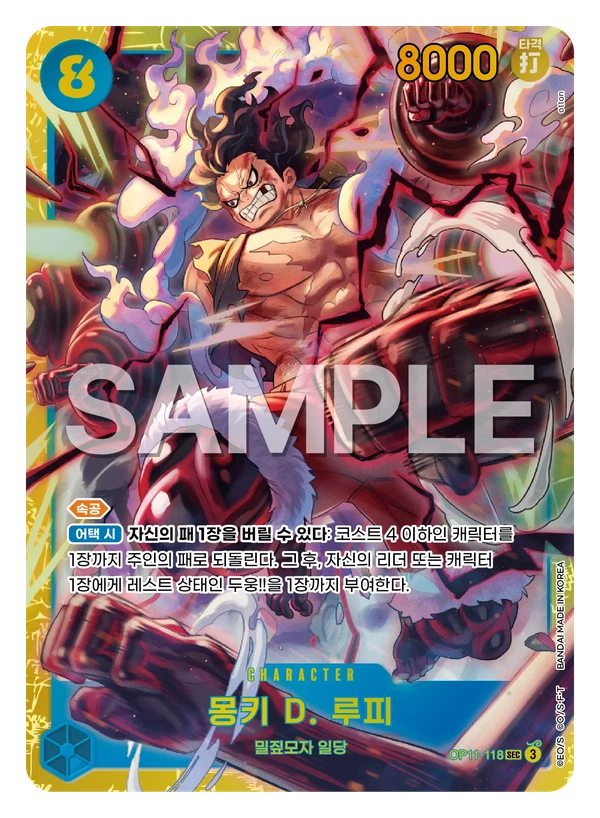 8
8000
타격
打
otton
SAMPLE
속공
어택 시 자신의 패 1장을 버릴 수 있다: 코스트 4 이하인 캐릭터를
1장까지 주인의 패로 되돌린다. 그 후, 자신의 리더 또는 캐릭터
1장에게 레스트 상태인 두웅!!을 1장까지 부여한다.
CHARACTER
몽키 D. 루피
밀짚모자 일당
OP11-118 SEC 3
©EO/S CO/S·F·T BANDAI MADE IN KOREA